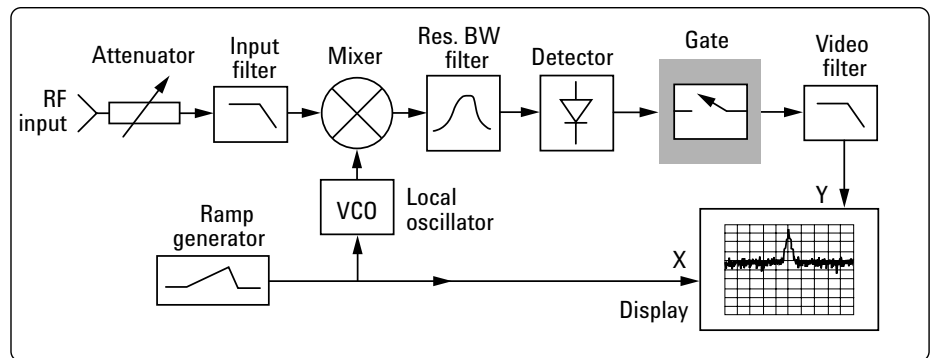 RF
input
Attenuator
Input
filter
Mixer
Res. BW
filter
Detector
Gate
Video
filter
VCO
Local
oscillator
Ramp
generator
Y
X
Display